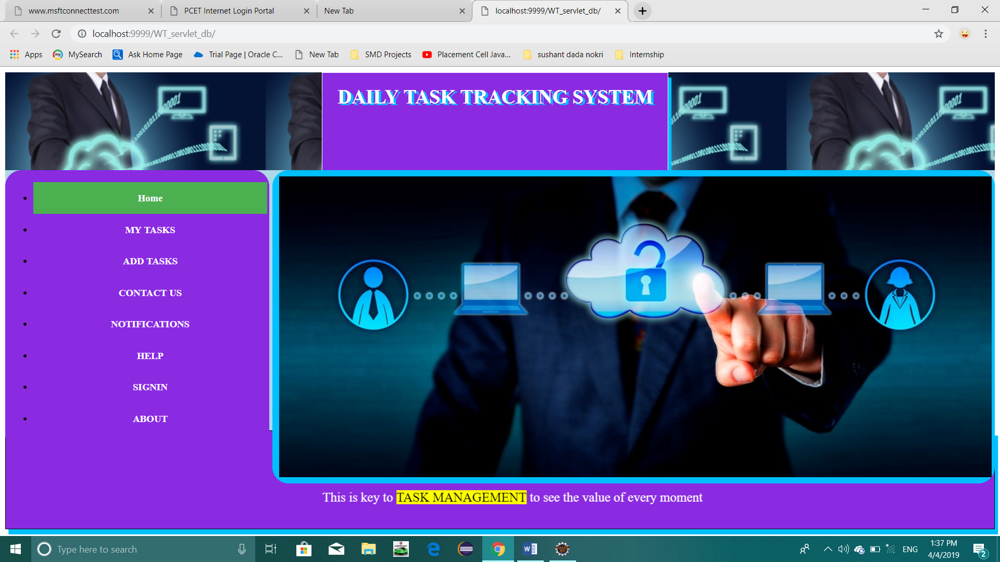 www.msftconnecttest.com
PCET Internet Login Portal
New Tab
localhost:9999/WT_servlet_db/
localhost:9999/WT_servlet_db/
Apps
MySearch
Ask Home Page
Trial Page | Oracle C...
New Tab
SMD Projects
Placement Cell Java...
sushant dada nokri
Internship
DAILY TASK TRACKING SYSTEM
Home
MY TASKS
ADD TASKS
CONTACT US
NOTIFICATIONS
HELP
SIGNIN
ABOUT
This is key to TASK MANAGEMENT to see the value of every moment
Type here to search
ENG
1:37 PM
4/4/2019
2